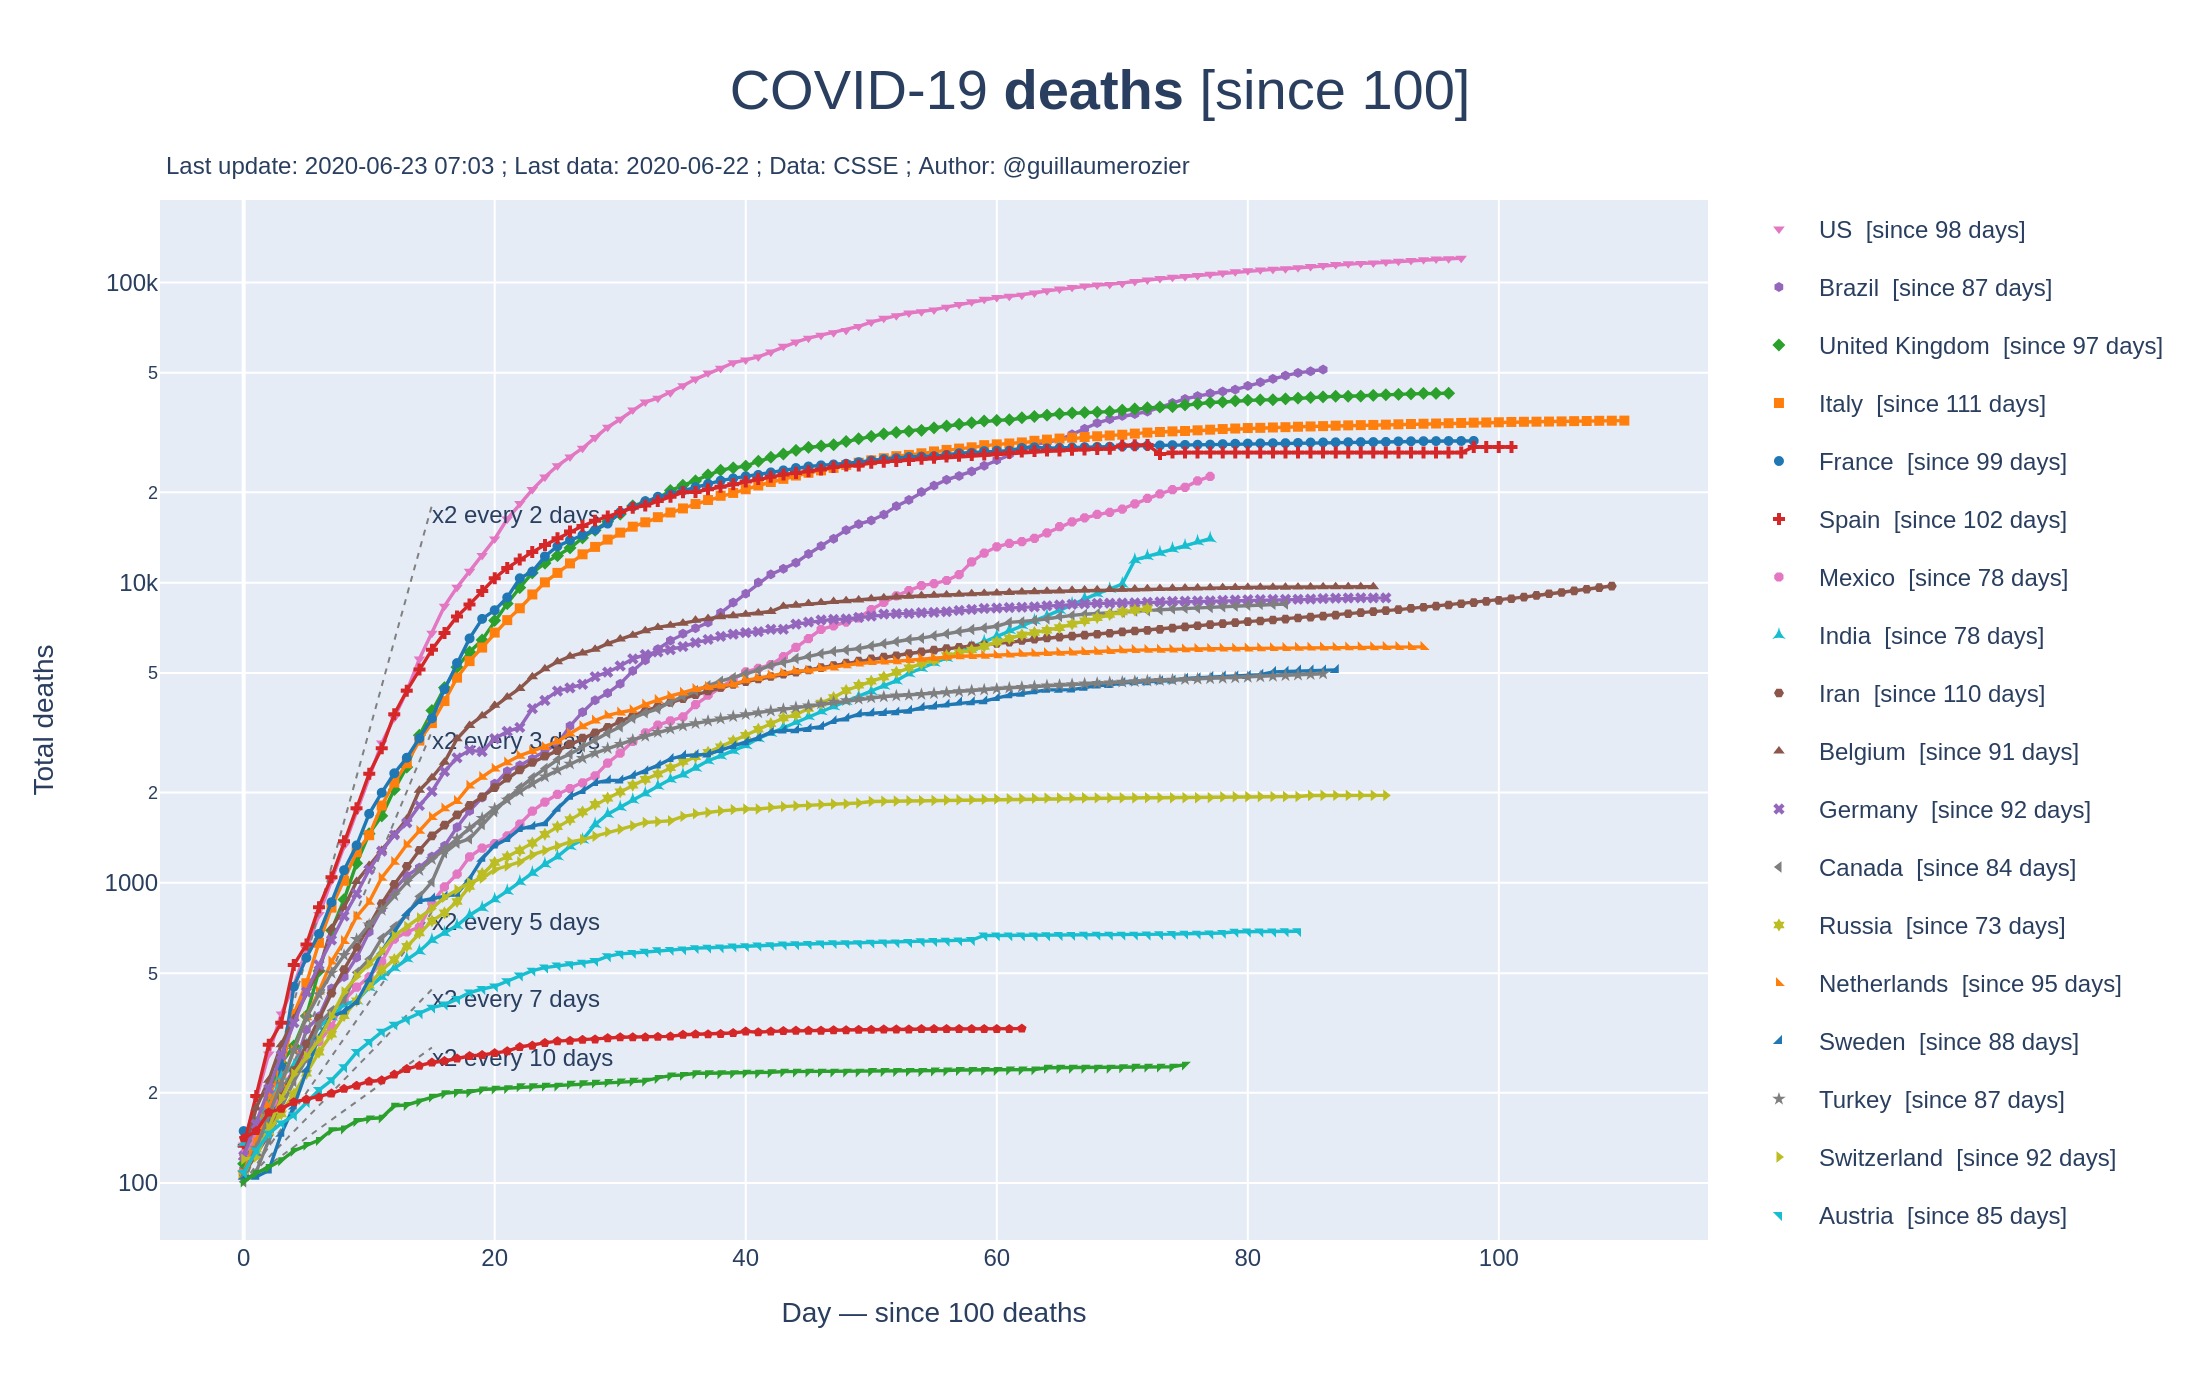 COVID-19 deaths [since 100]
Last update: 2020-06-23 07:03 ; Last data: 2020-06-22 ; Data: CSSE ; Author: @guillaumerozier
Total deaths
100k
5
2
10k
5
2
1000
5
2
100
x2 every 2 days
x2 every 3 days
x2 every 5 days
x2 every 7 days
x2 every 10 days
0 20 40 60 80 100
Day — since 100 deaths
US [since 98 days]
Brazil [since 87 days]
United Kingdom [since 97 days]
Italy [since 111 days]
France [since 99 days]
Spain [since 102 days]
Mexico [since 78 days]
India [since 78 days]
Iran [since 110 days]
Belgium [since 91 days]
Germany [since 92 days]
Canada [since 84 days]
Russia [since 73 days]
Netherlands [since 95 days]
Sweden [since 88 days]
Turkey [since 87 days]
Switzerland [since 92 days]
Austria [since 85 days]